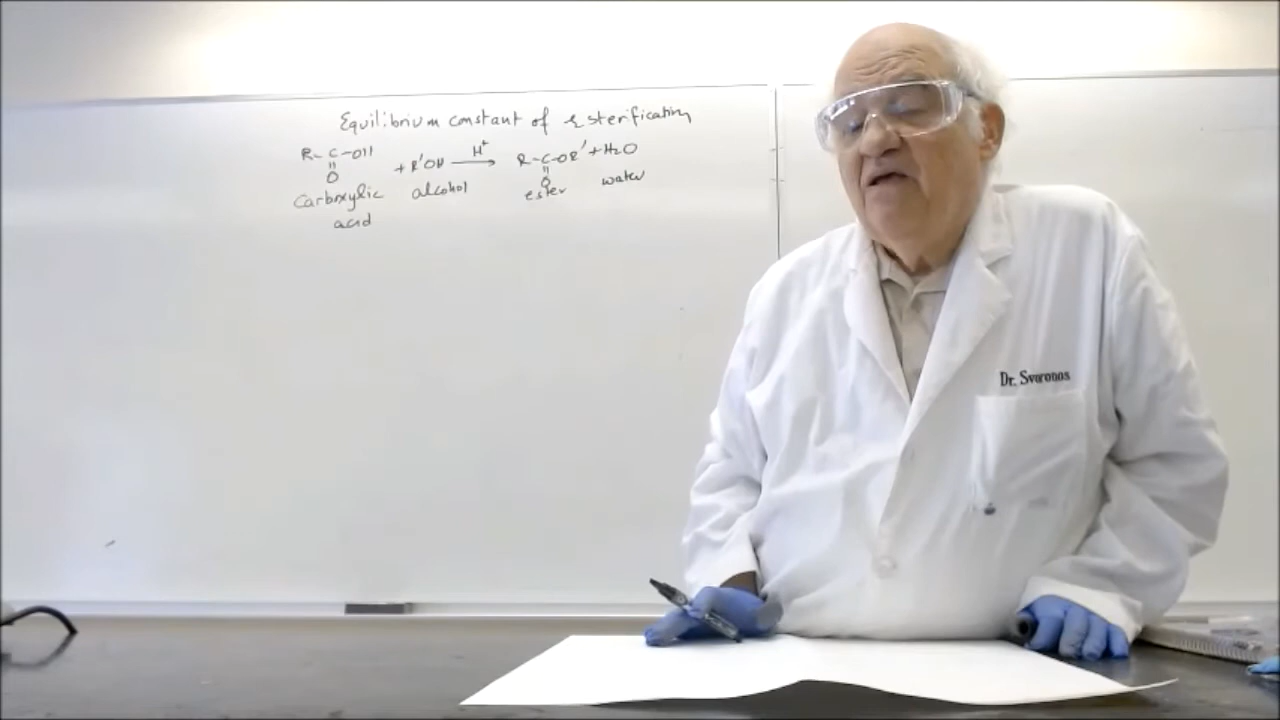 Equilibrium constant of esterification
R-C-OH + R'OH H+ R-C-OR' + H2O
O O
Carboxylic alcohol ester water
acid
Dr. Svoronos